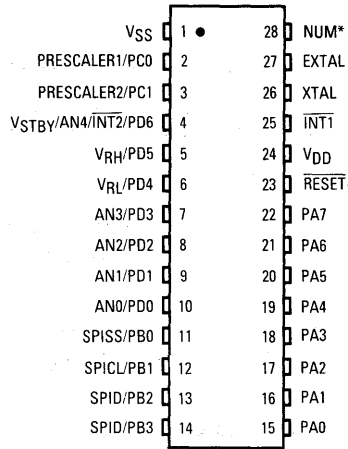 VSS 1 28 NUM*
PRESCALER1/PC0 2 27 EXTAL
PRESCALER2/PC1 3 26 XTAL
VSTBY/AN4/INT2/PD6 4 25 INT1
VRH/PD5 5 24 VDD
VRL/PD4 6 23 RESET
AN3/PD3 7 22 PA7
AN2/PD2 8 21 PA6
AN1/PD1 9 20 PA5
AN0/PD0 10 19 PA4
SPISS/PB0 11 18 PA3
SPICL/PB1 12 17 PA2
SPID/PB2 13 16 PA1
SPID/PB3 14 15 PA0